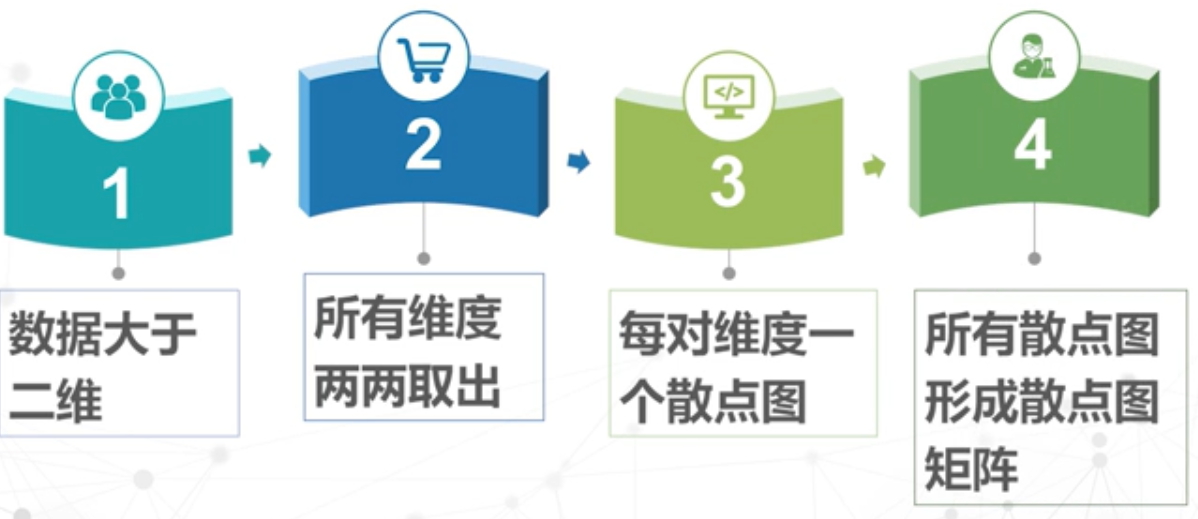 1
数据大于
二维
2
所有维度
两两取出
</>
3
每对维度一
个散点图
4
所有散点图
形成散点图
矩阵